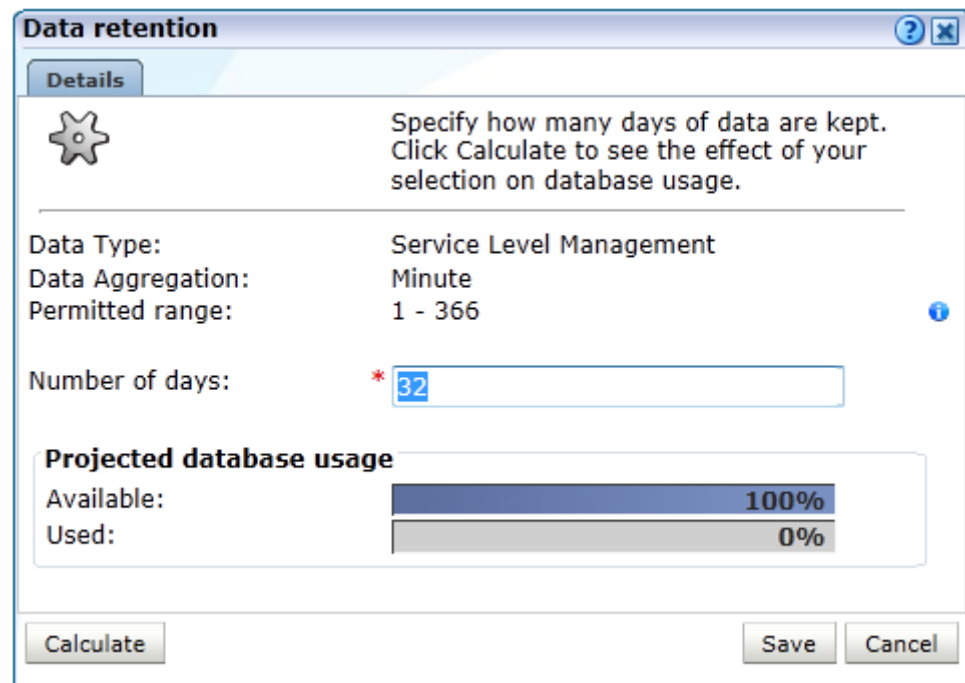 Data retention
Details
Specify how many days of data are kept.
Click Calculate to see the effect of your
selection on database usage.
Data Type: Service Level Management
Data Aggregation: Minute
Permitted range: 1 - 366
Number of days: * 32
Projected database usage
Available: 100%
Used: 0%
Calculate Save Cancel